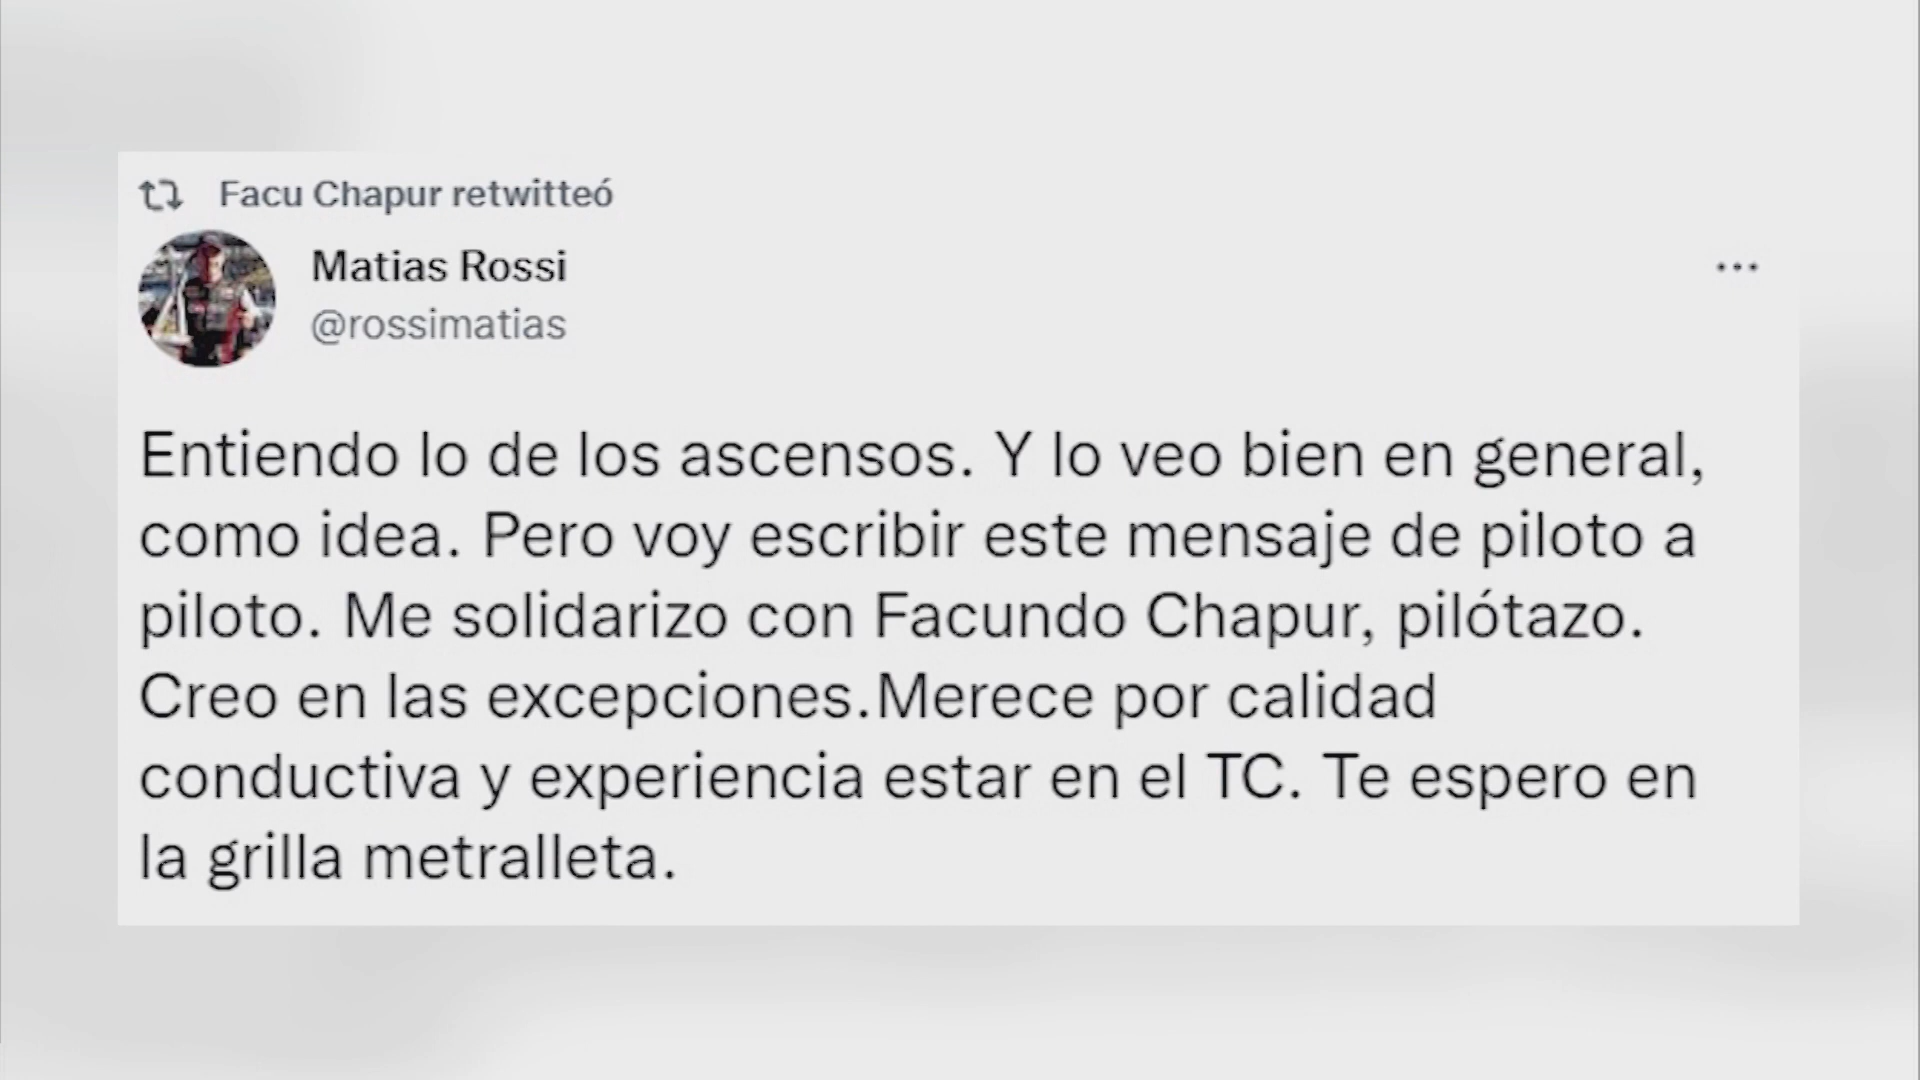 Facu Chapur retwitteó
Matias Rossi
@rossimatias
Entiendo lo de los ascensos. Y lo veo bien en general,
como idea. Pero voy escribir este mensaje de piloto a
piloto. Me solidarizo con Facundo Chapur, pilótazo.
Creo en las excepciones.Merece por calidad
conductiva y experiencia estar en el TC. Te espero en
la grilla metralleta.